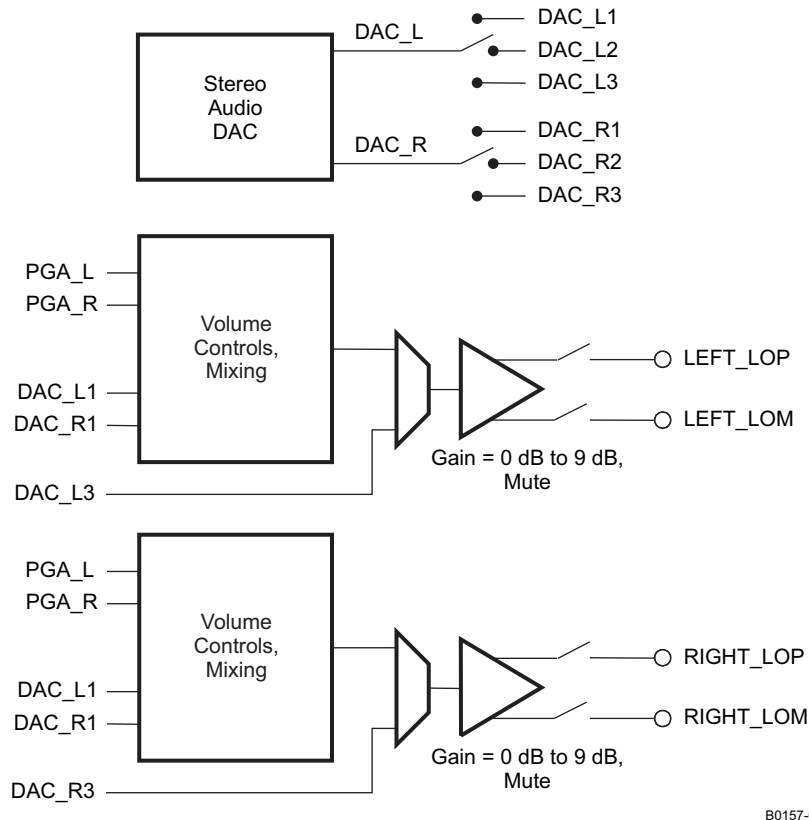 DAC_L
DAC_L1
DAC_L2
DAC_L3
Stereo
Audio
DAC
DAC_R
DAC_R1
DAC_R2
DAC_R3
PGA_L
PGA_R
DAC_L1
DAC_R1
DAC_L3
Volume
Controls,
Mixing
LEFT_LOP
LEFT_LOM
Gain = 0 dB to 9 dB,
Mute
PGA_L
PGA_R
DAC_L1
DAC_R1
DAC_R3
Volume
Controls,
Mixing
RIGHT_LOP
RIGHT_LOM
Gain = 0 dB to 9 dB,
Mute